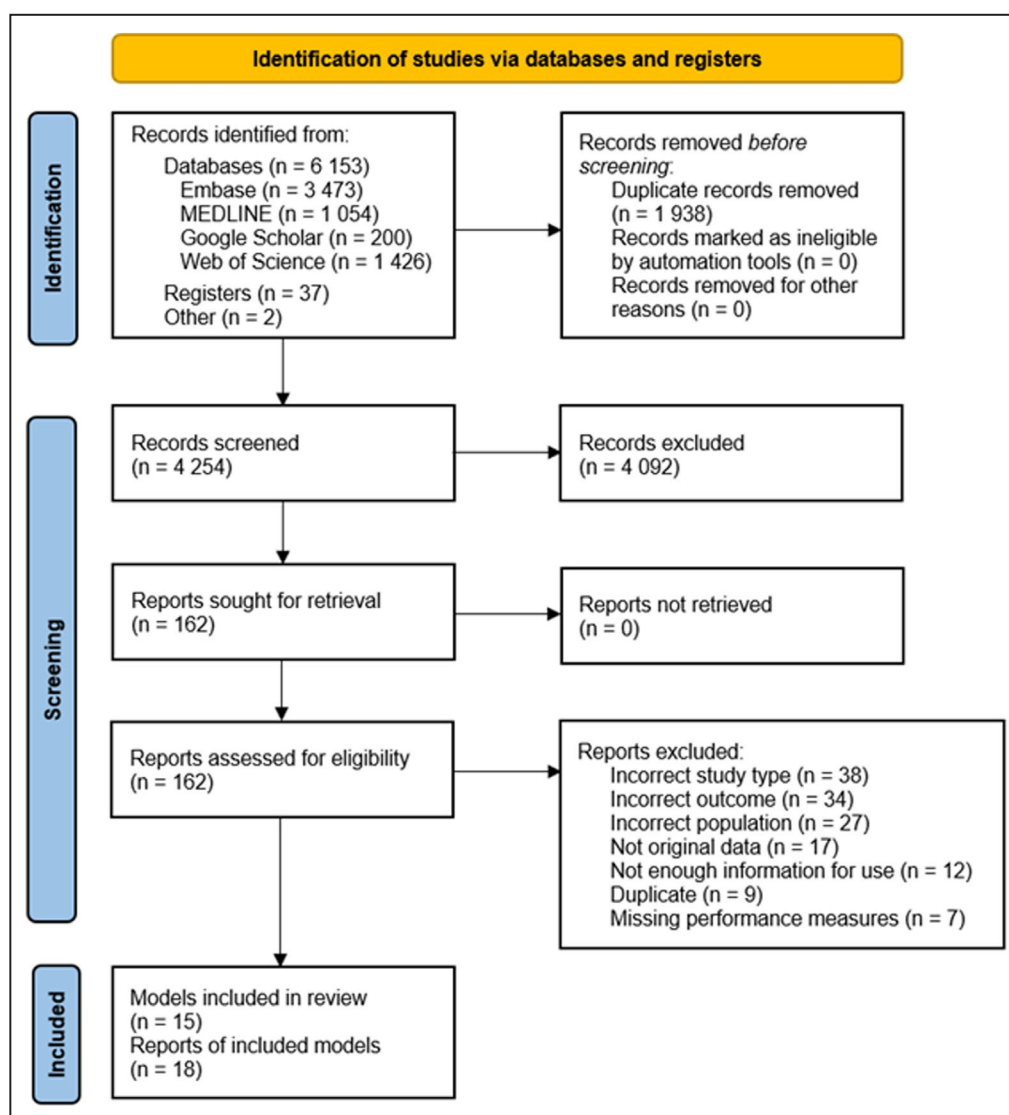 Identification of studies via databases and registers
Identification
Records identified from:
Databases (n = 6 153)
Embase (n = 3 473)
MEDLINE (n = 1 054)
Google Scholar (n = 200)
Web of Science (n = 1 426)
Registers (n = 37)
Other (n = 2)
Records removed before
screening:
Duplicate records removed
(n = 1 938)
Records marked as ineligible
by automation tools (n = 0)
Records removed for other
reasons (n = 0)
Screening
Records screened
(n = 4 254)
Records excluded
(n = 4 092)
Reports sought for retrieval
(n = 162)
Reports not retrieved
(n = 0)
Reports assessed for eligibility
(n = 162)
Reports excluded:
Incorrect study type (n = 38)
Incorrect outcome (n = 34)
Incorrect population (n = 27)
Not original data (n = 17)
Not enough information for use (n = 12)
Duplicate (n = 9)
Missing performance measures (n = 7)
Included
Models included in review
(n = 15)
Reports of included models
(n = 18)